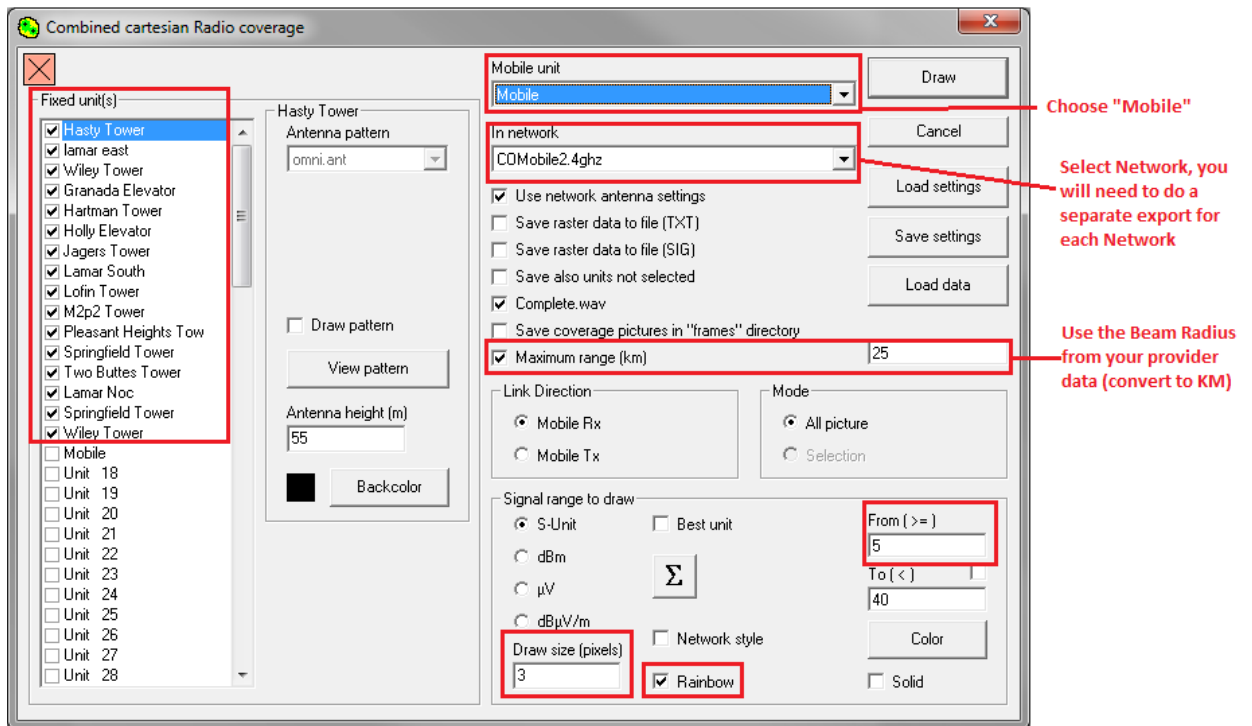 Combined cartesian Radio coverage
Fixed unit(s)
Hasty Tower
lamar east
Wiley Tower
Granada Elevator
Hartman Tower
Holly Elevator
Jagers Tower
Lamar South
Lofin Tower
M2p2 Tower
Pleasant Heights Tow
Springfield Tower
Two Buttes Tower
Lamar Noc
Springfield Tower
Wiley Tower
Mobile
Unit 18
Unit 19
Unit 20
Unit 21
Unit 22
Unit 23
Unit 24
Unit 25
Unit 26
Unit 27
Unit 28
Hasty Tower
Antenna pattern
omni.ant
Draw pattern
View pattern
Antenna height (m)
55
Backcolor
Mobile unit
Mobile
In network
COMobile2.4ghz
Use network antenna settings
Save raster data to file (TXT)
Save raster data to file (SIG)
Save also units not selected
Complete.wav
Save coverage pictures in "frames" directory
Maximum range (km)
25
Draw
Cancel
Load settings
Save settings
Load data
Link Direction
Mobile Rx
Mobile Tx
Mode
All picture
Selection
Signal range to draw
S-Unit
dBm
µV
dBµV/m
Draw size (pixels)
3
Best unit
Σ
Network style
Rainbow
From ( >= )
5
To ( < )
40
Color
Solid
Choose "Mobile"
Select Network, you
will need to do a
separate export for
each Network
Use the Beam Radius
from your provider
data (convert to KM)